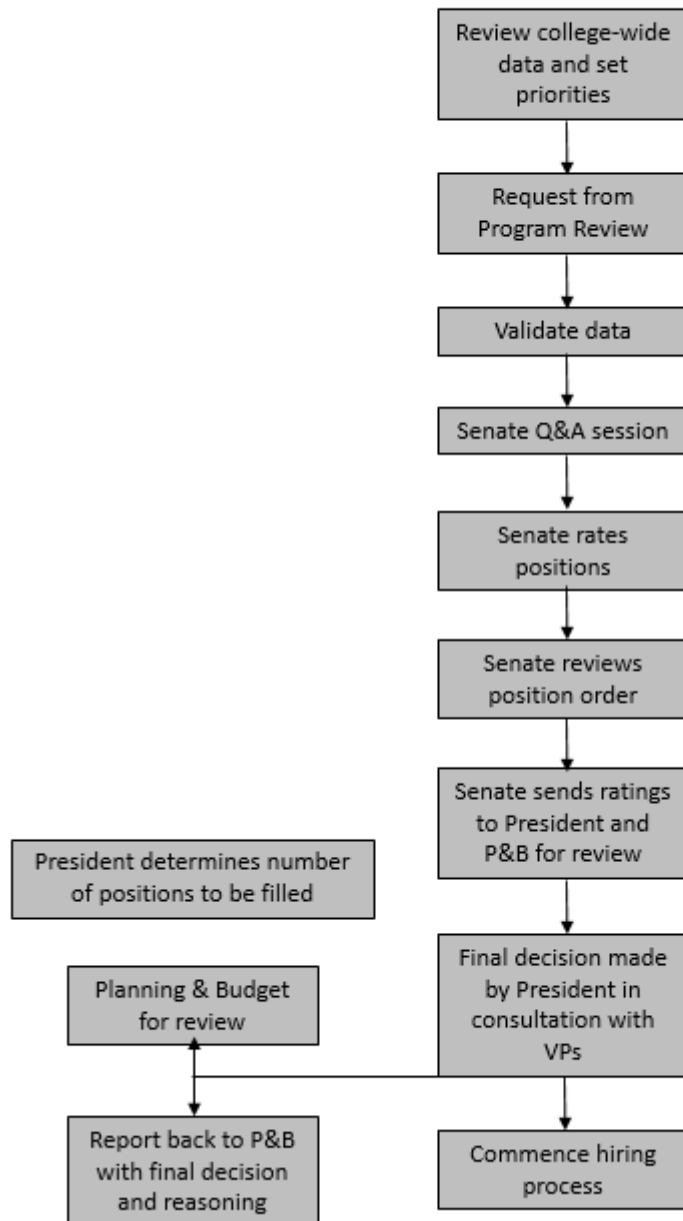 Review college-wide
data and set
priorities
Request from
Program Review
Validate data
Senate Q&A session
Senate rates
positions
Senate reviews
position order
Senate sends ratings
to President and
P&B for review
President determines number
of positions to be filled
Final decision made
by President in
consultation with
VPs
Planning & Budget
for review
Report back to P&B
with final decision
and reasoning
Commence hiring
process